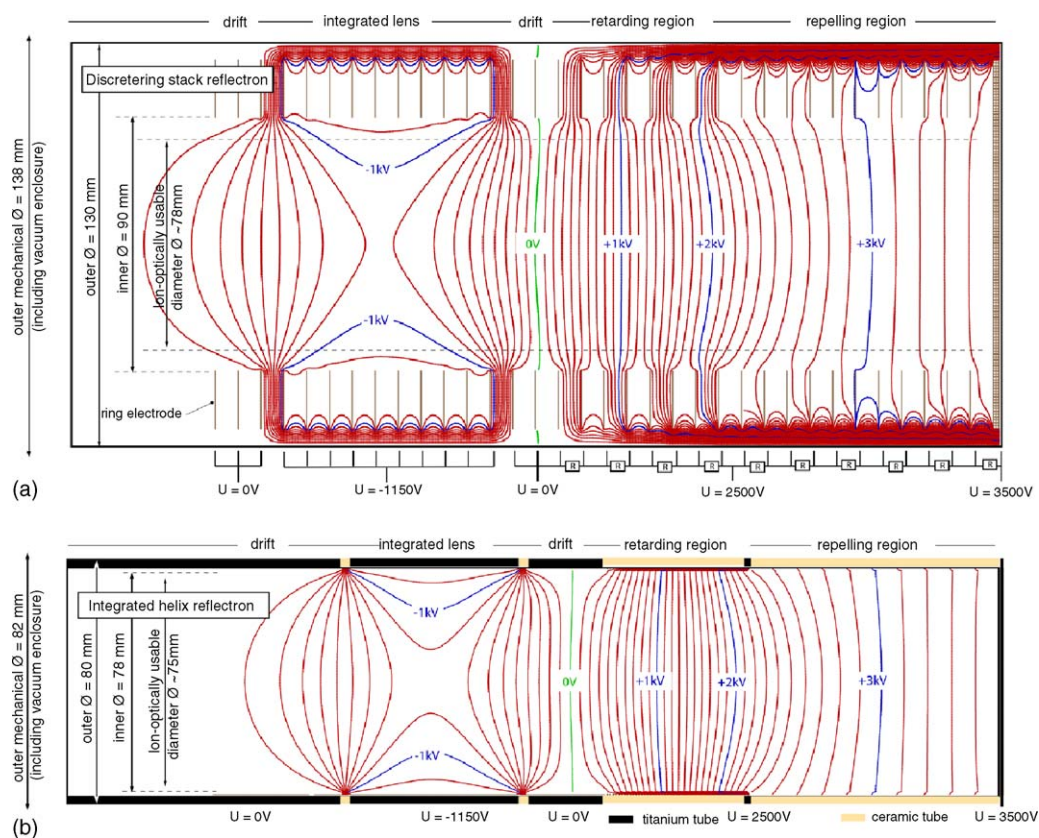 (a)
drift
integrated lens
drift
retarding region
repelling region
Discretering stack reflectron
outer mechanical Ø = 138 mm
(including vacuum enclosure)
outer Ø = 130 mm
inner Ø = 90 mm
Ion-optically usable
diameter Ø ~78mm
-1kV
-1kV
0V
+1kV
+2kV
+3kV
ring electrode
R R R R R R R R R R
U = 0V
U = -1150V
U = 0V
U = 2500V
U = 3500V
(b)
drift
integrated lens
drift
retarding region
repelling region
Integrated helix reflectron
outer mechanical Ø = 82 mm
(including vacuum enclosure)
outer Ø = 80 mm
inner Ø = 78 mm
Ion-optically usable
diameter Ø ~75mm
-1kV
-1kV
0V
+1kV
+2kV
+3kV
U = 0V
U = -1150V
U = 0V
titanium tube
U = 2500V
ceramic tube
U = 3500V